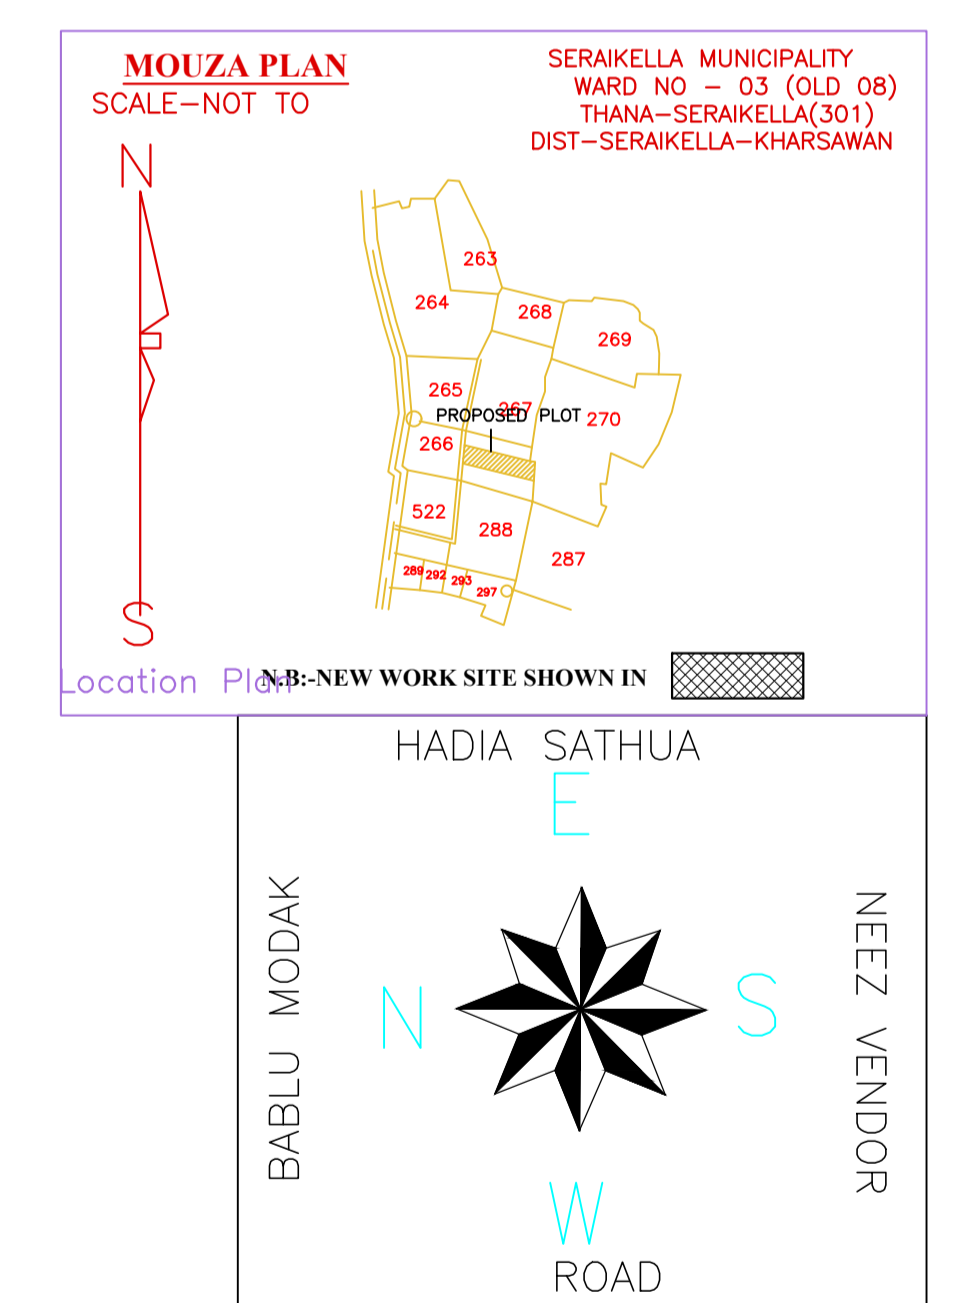 MOUZA PLAN
SCALE-NOT TO
SERAIKELLA MUNICIPALITY
WARD NO - 03 (OLD 08)
THANA-SERAIKELLA(301)
DIST-SERAIKELLA-KHARSAWAN
N
S
263
264
268
269
265
267
270
PROPOSED PLOT
266
522
288
287
289
292
293
297
Location Plan
N.B:-NEW WORK SITE SHOWN IN
HADIA SATHUA
E
BABLU MODAK
N
S
NEEZ VENDOR
W
ROAD